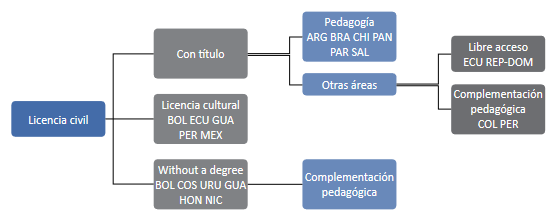 Licencia civil
Con título
Pedagogía
ARG BRA CHI PAN
PAR SAL
Otras áreas
Libre acceso
ECU REP-DOM
Complementación
pedagógica
COL PER
Licencia cultural
BOL ECU GUA
PER MEX
Without a degree
BOL COS URU GUA
HON NIC
Complementación
pedagógica